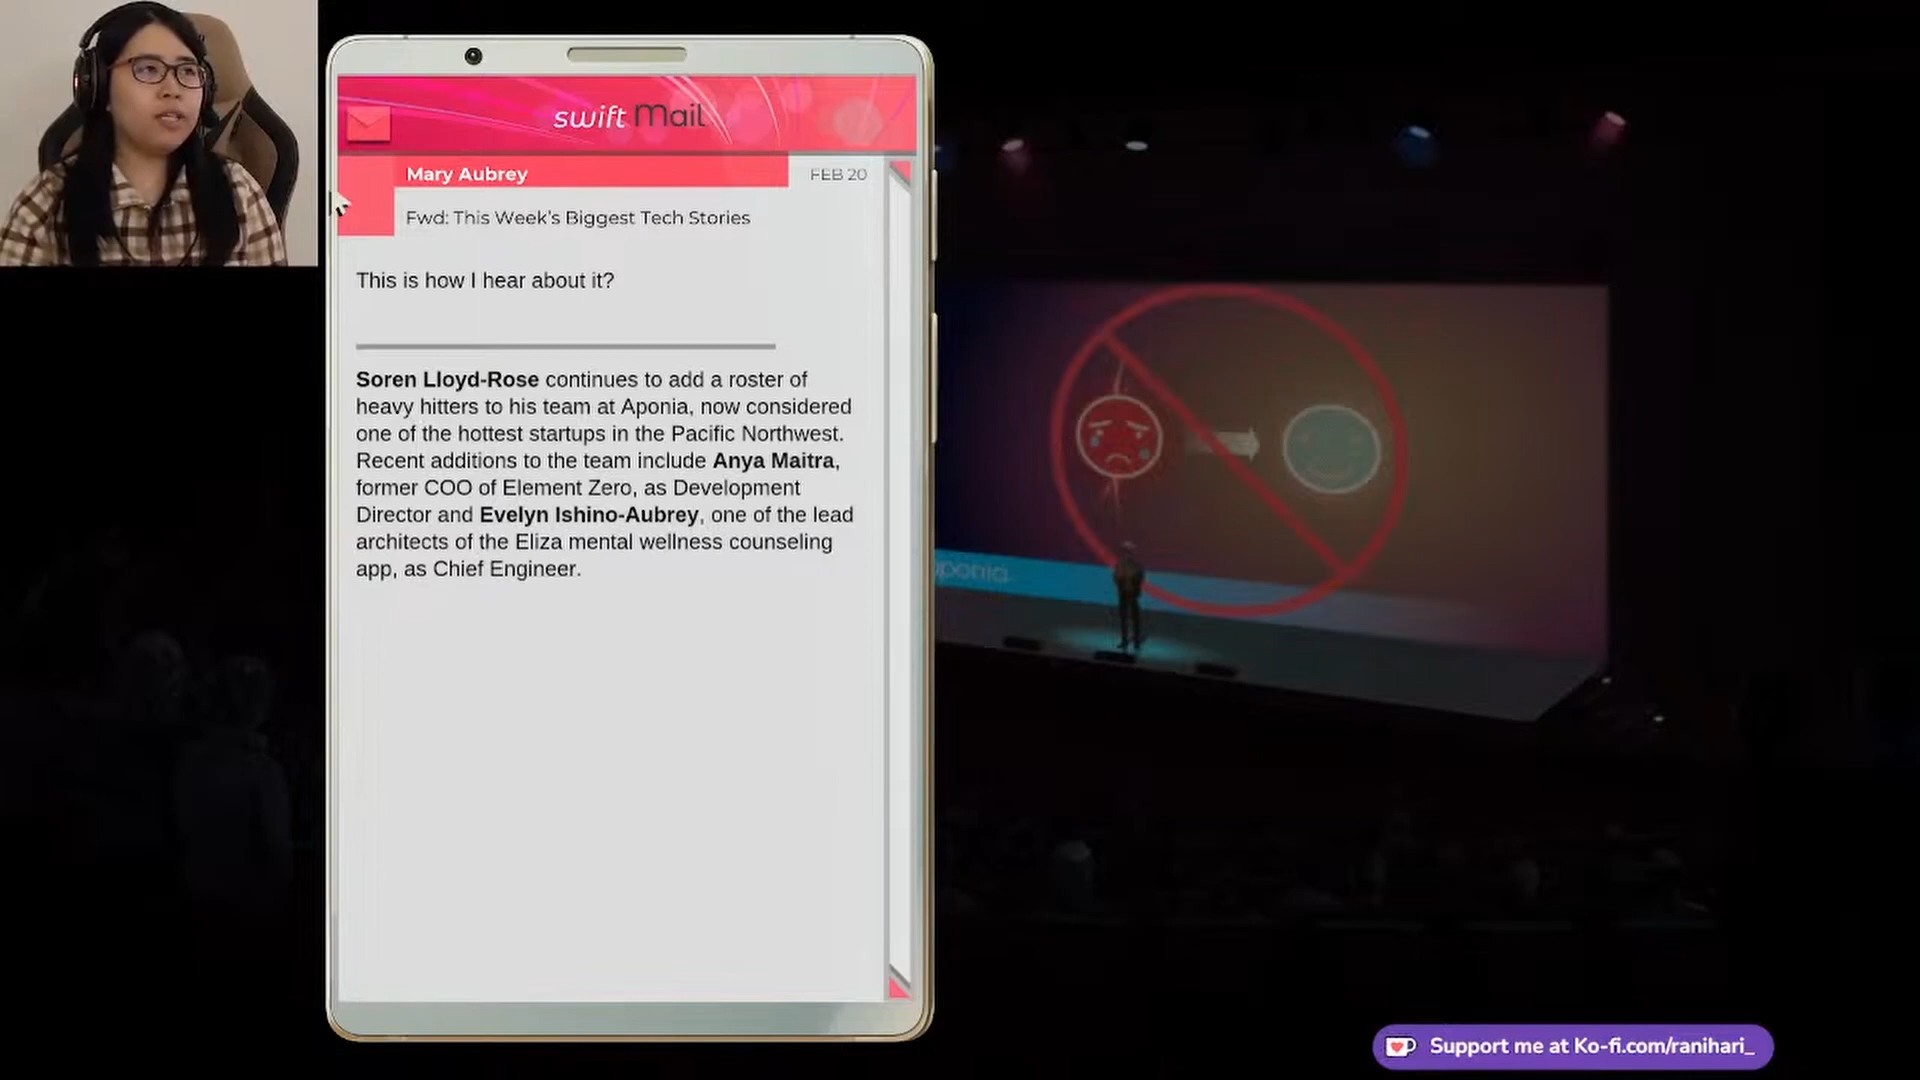 swift Mail
Mary Aubrey
FEB 20
Fwd: This Week's Biggest Tech Stories
This is how I hear about it?
Soren Lloyd-Rose continues to add a roster of
heavy hitters to his team at Aponia, now considered
one of the hottest startups in the Pacific Northwest.
Recent additions to the team include Anya Maitra,
former COO of Element Zero, as Development
Director and Evelyn Ishino-Aubrey, one of the lead
architects of the Eliza mental wellness counseling
app, as Chief Engineer.
aponia
Support me at Ko-fi.com/ranihari_